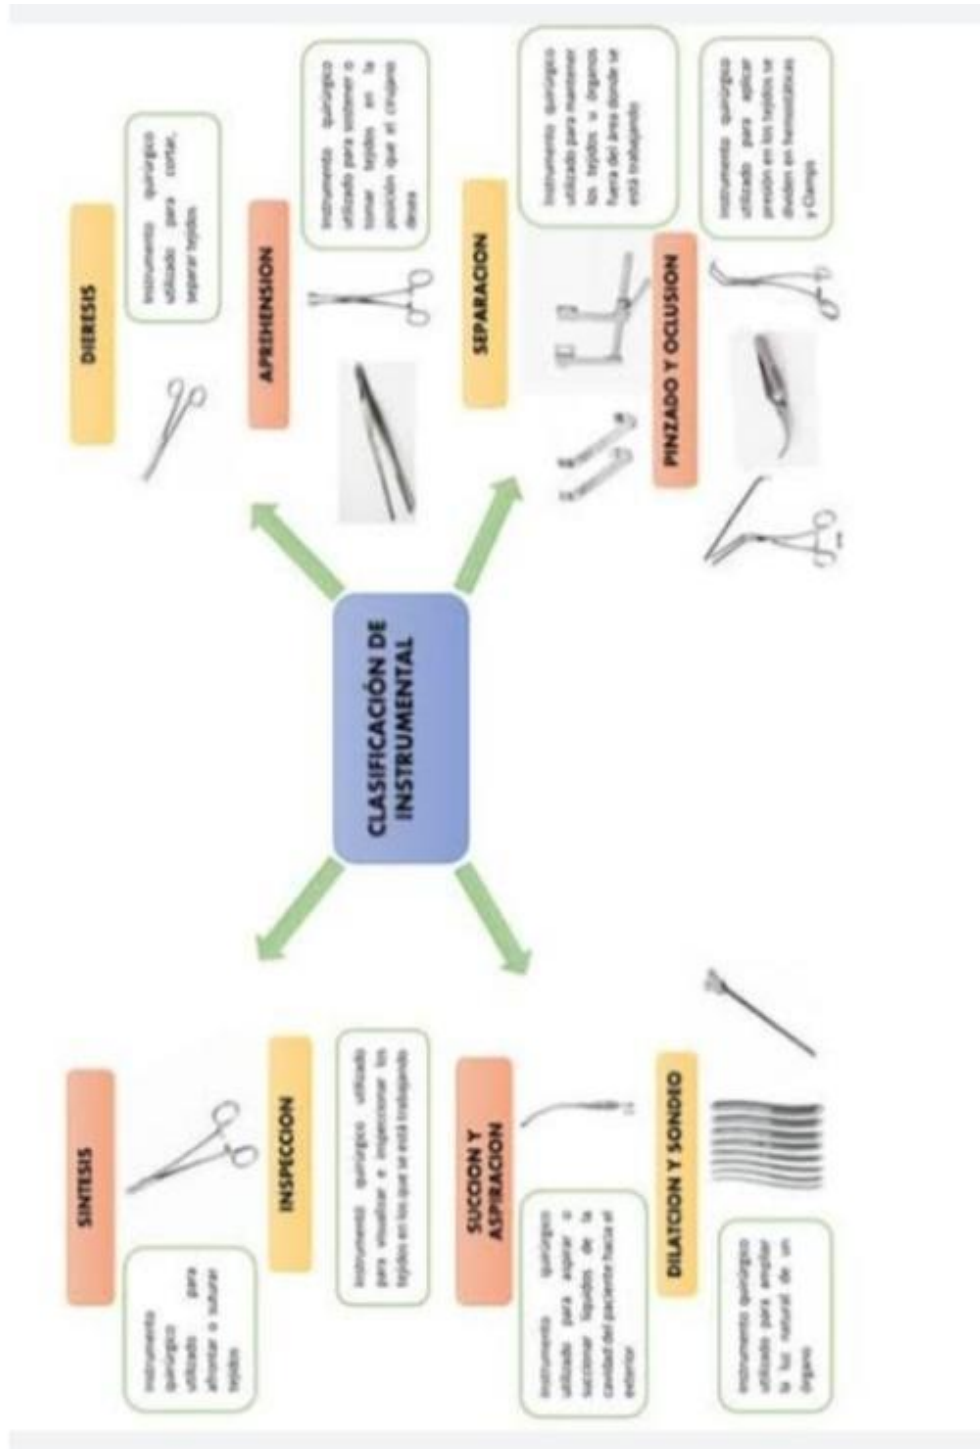 CLASIFICACIÓN DE
INSTRUMENTAL
SINTESIS
Instrumento
quirúrgico
utilizado para
afrontar o suturar
tejidos
INSPECCION
Instrumento quirúrgico utilizado
para visualizar e inspeccionar los
tejidos en los que se está trabajando
SUCCION Y
ASPIRACION
Instrumento quirúrgico
utilizado para aspirar o
succionar líquidos de la
cavidad del paciente hacia el
exterior
DILATCION Y SONDEO
Instrumento quirúrgico
utilizado para ampliar
la luz natural de un
órgano
DIERESIS
Instrumento quirúrgico
utilizado para cortar,
separar tejidos
APREHENSION
Instrumento quirúrgico
utilizado para sostener o
tomar tejidos en la
posición que el cirujano
desea
SEPARACION
Instrumento quirúrgico
utilizado para mantener
los tejidos u órganos
fuera del área donde se
está trabajando
PINZADO Y OCLUSION
Instrumento quirúrgico
utilizado para aplicar
presión en los tejidos se
dividen en hemostáticas
y Clamps